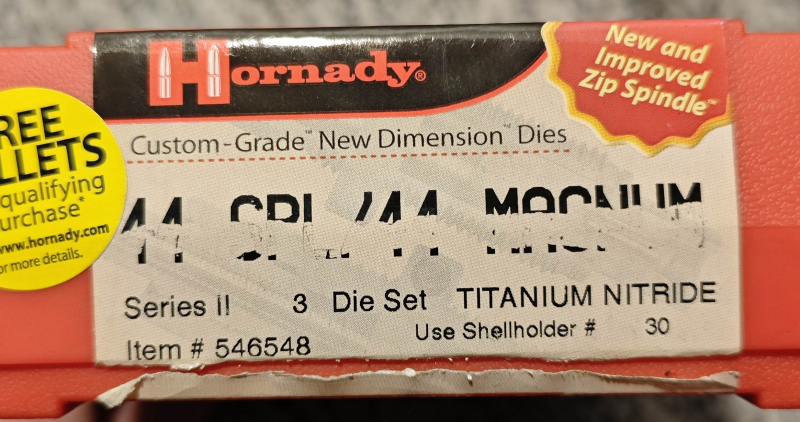 Hornady®
New and
Improved
Zip Spindle™
Custom-Grade™ New Dimension™ Dies
REE
LLETS
qualifying
urchase*
www.hornady.com
or more details.
44 SPL/44 MAGNUM
Series II 3 Die Set TITANIUM NITRIDE
Use Shellholder # 30
Item # 546548